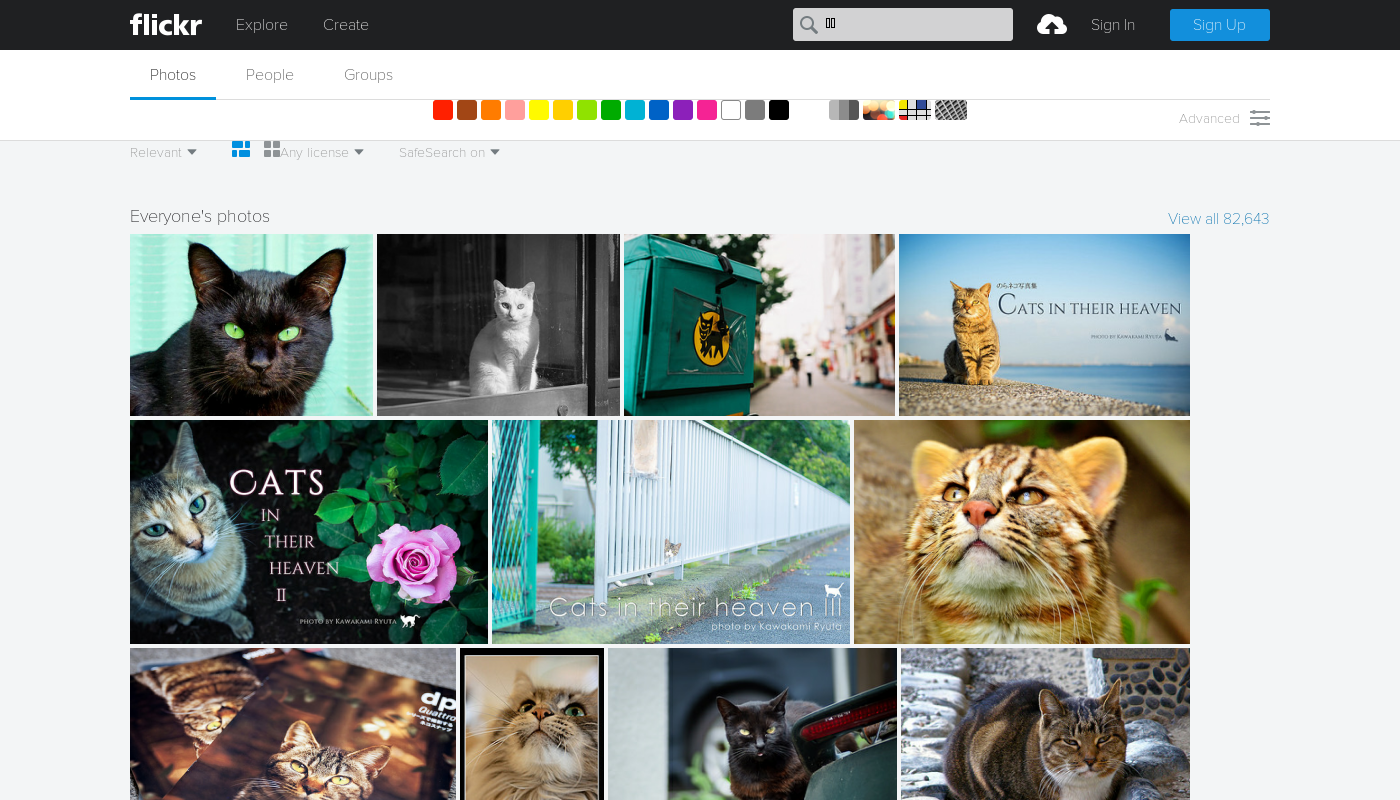 flickr
Explore
Create
Sign In
Sign Up
Photos
People
Groups
Advanced
Relevant
Any license
SafeSearch on
Everyone's photos
View all 82,643
のらネコ写真集
CATS IN THEIR HEAVEN
PHOTO BY KAWAKAMI RYUTA
CATS
IN
THEIR
HEAVEN
II
PHOTO BY KAWAKAMI RYUTA
Cats in their heaven III
photo by Kawakami Ryuta
dp
Quattro